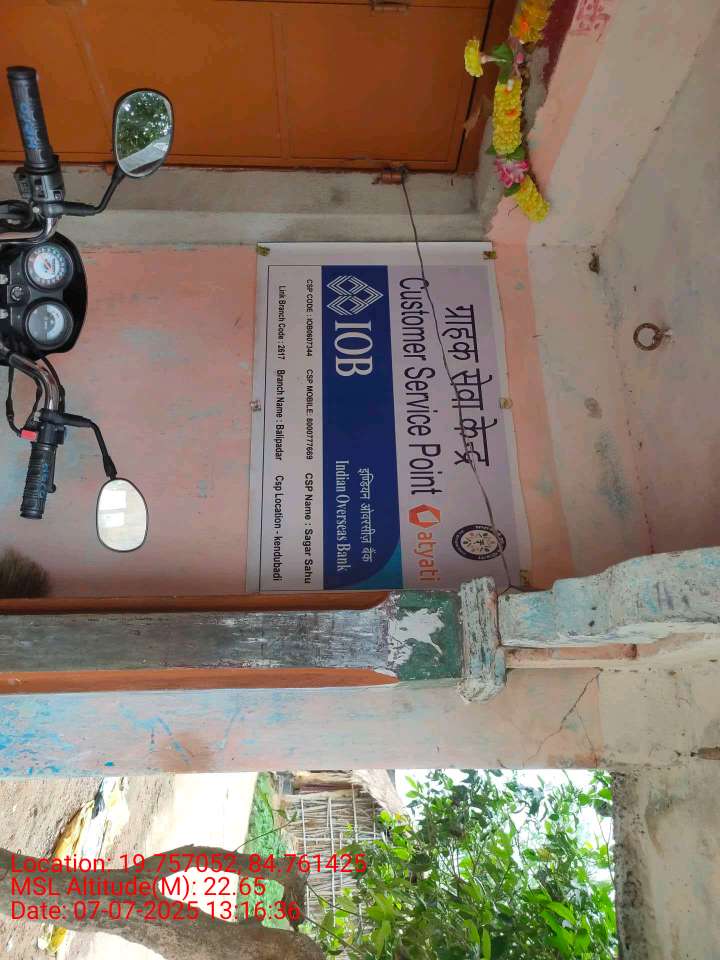 ग्राहक सेवा केन्द्र
Customer Service Point
atyati
IOB
इण्डियन ओवरसीज़ बैंक
Indian Overseas Bank
CSP CODE : IOB0807344 CSP MOBILE: 8000777669 CSP Name : Sagar Sahu
Link Branch Code : 2617 Branch Name : Balipadar Csp Location - kendubadi
Location: 19.757052, 84.761425
MSL Altitude(M): 22.65
Date: 07-07-2025 13:16:36